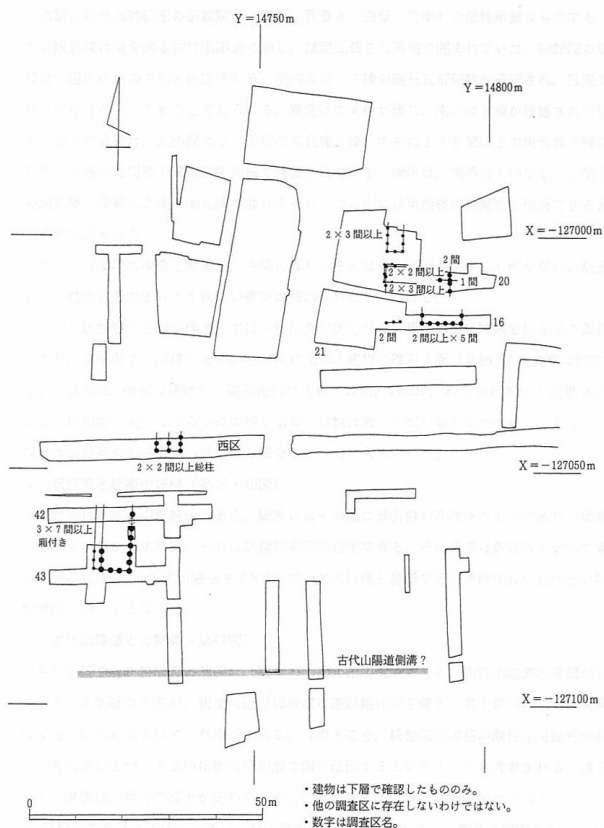 Y=14750m
Y=14800m
2×3間以上
X=-127000m
2間
2×2間以上
1間
20
2×3間以上
16
2間
2間以上×5間
21
西区
X=-127050m
2×2間以上総柱
42
3×7間以上
廂付き
43
古代山陽道側溝？
X=-127100m
0
50m
・建物は下層で確認したもののみ。
・他の調査区に存在しないわけではない。
・数字は調査区名。